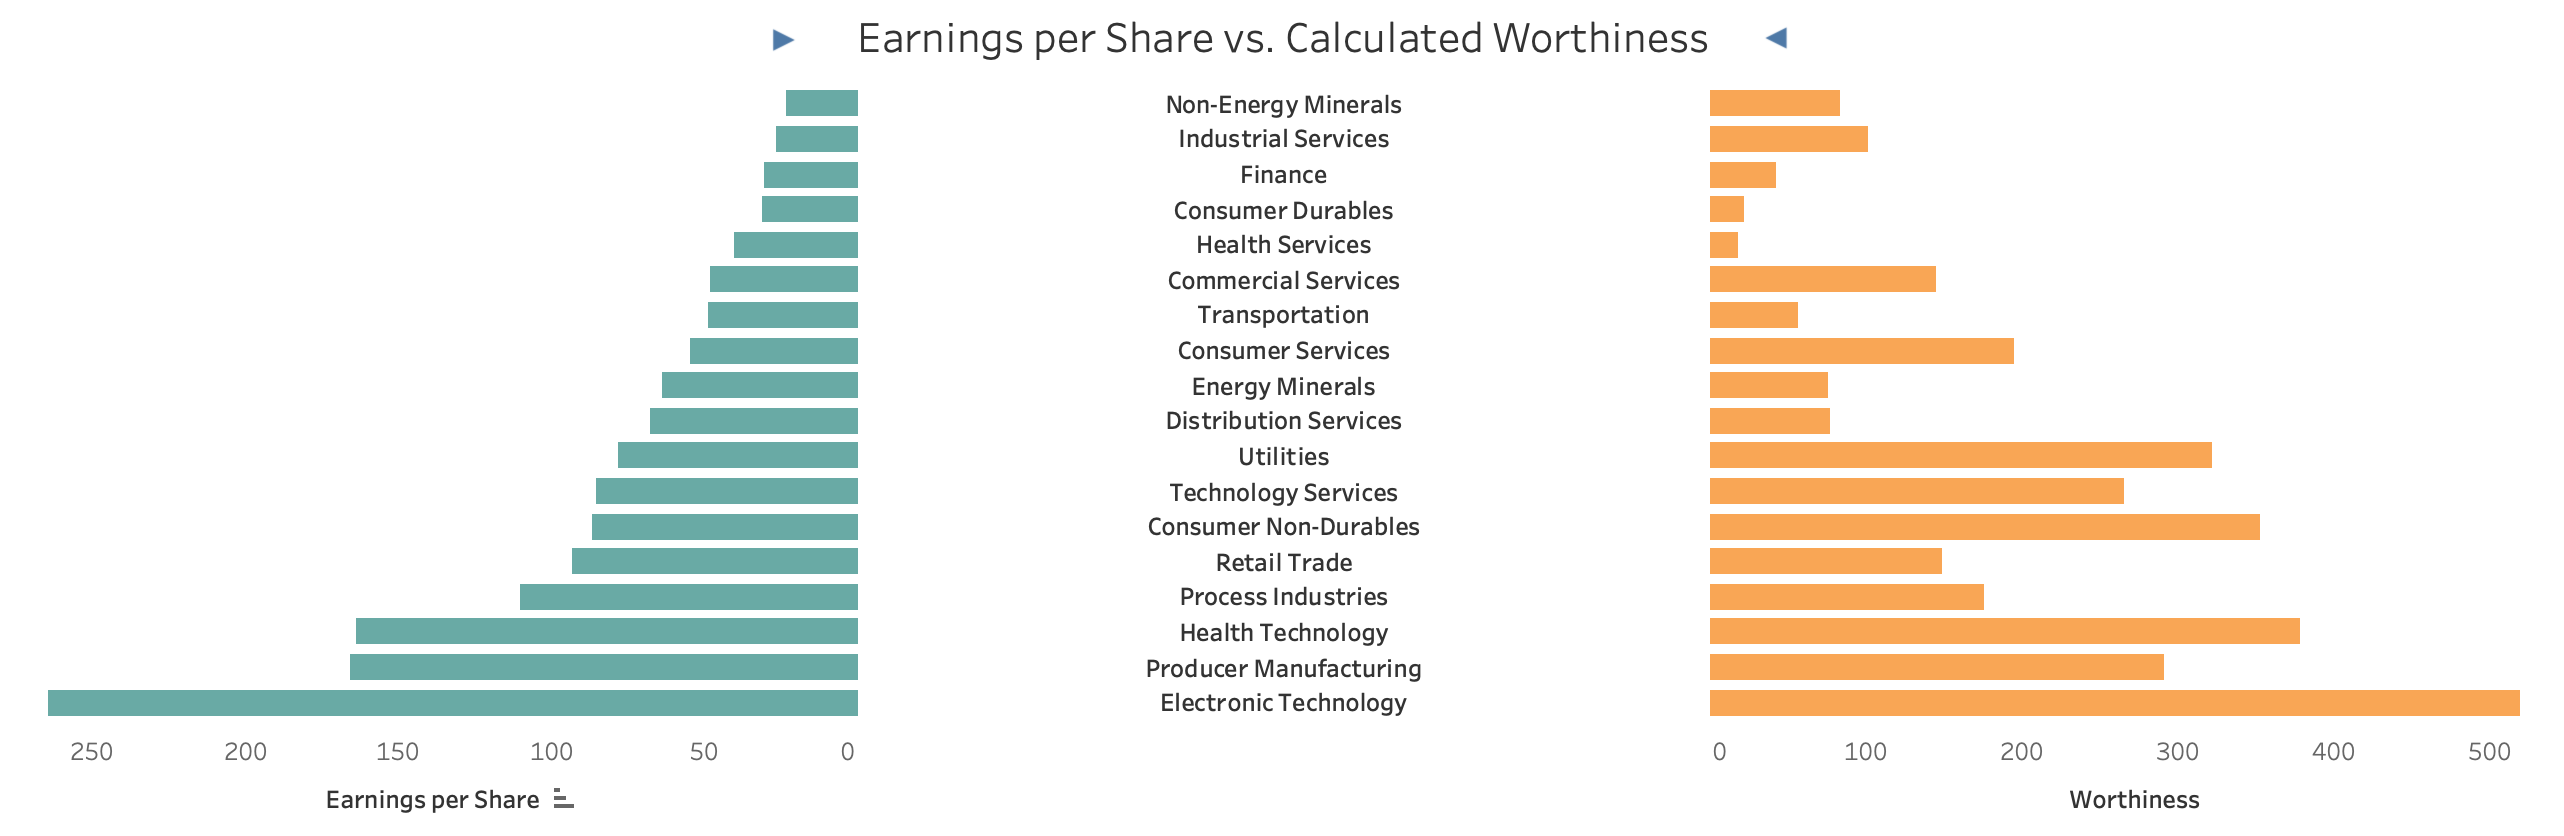 Earnings per Share vs. Calculated Worthiness
Non-Energy Minerals
Industrial Services
Finance
Consumer Durables
Health Services
Commercial Services
Transportation
Consumer Services
Energy Minerals
Distribution Services
Utilities
Technology Services
Consumer Non-Durables
Retail Trade
Process Industries
Health Technology
Producer Manufacturing
Electronic Technology
250 200 150 100 50 0
0 100 200 300 400 500
Earnings per Share
Worthiness